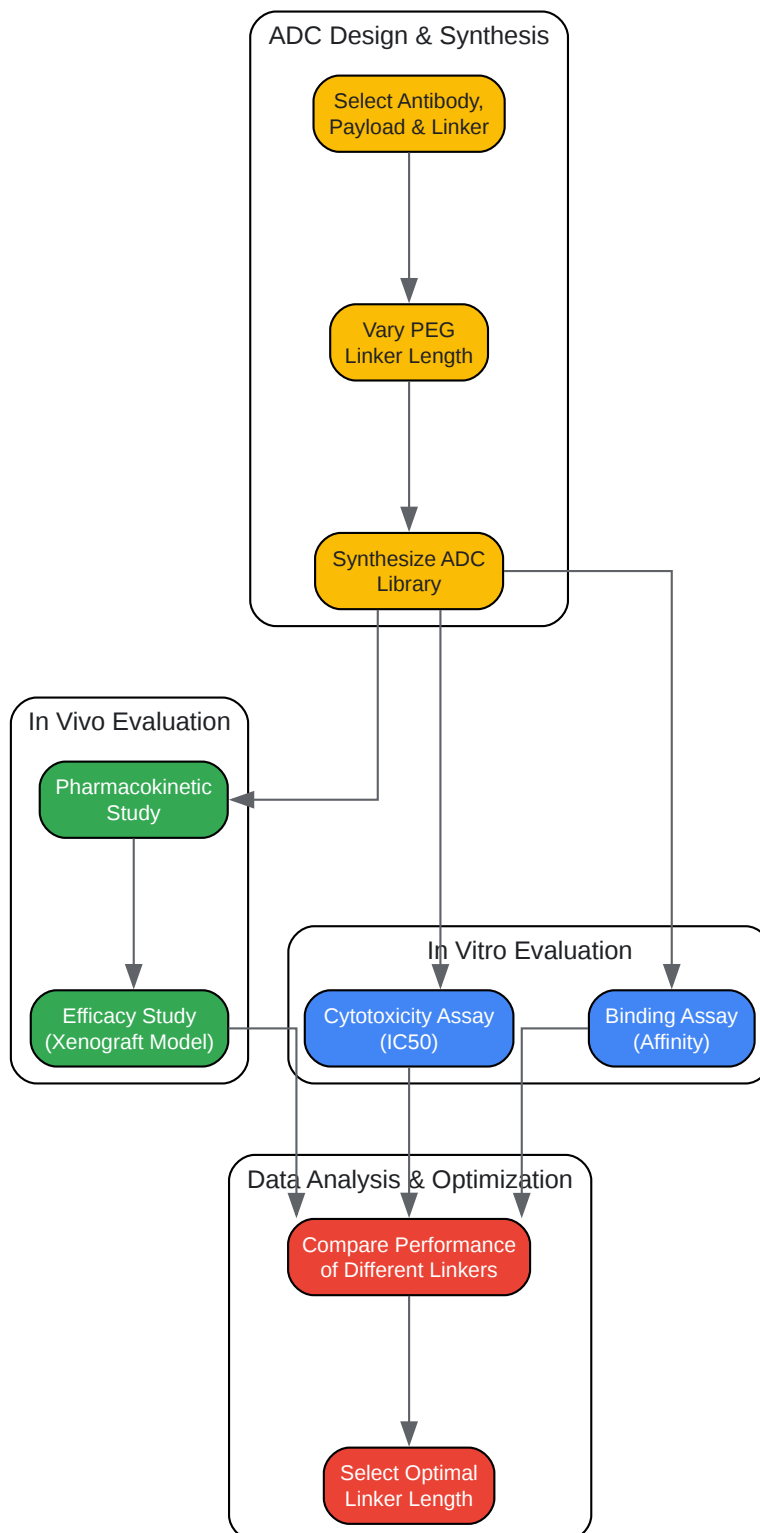 ADC Design & Synthesis
Select Antibody,
Payload & Linker
Vary PEG
Linker Length
Synthesize ADC
Library
In Vivo Evaluation
Pharmacokinetic
Study
Efficacy Study
(Xenograft Model)
In Vitro Evaluation
Cytotoxicity Assay
(IC50)
Binding Assay
(Affinity)
Data Analysis & Optimization
Compare Performance
of Different Linkers
Select Optimal
Linker Length